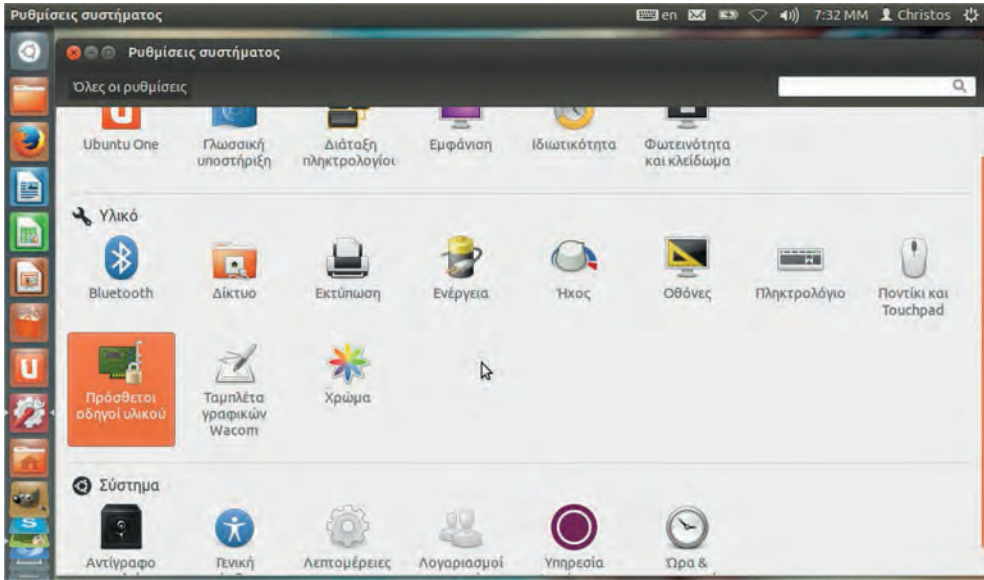 Ρυθμίσεις συστήματος en 7:32 ΜΜ Christos
Ρυθμίσεις συστήματος
Όλες οι ρυθμίσεις
Ubuntu One Γλωσσική υποστήριξη Διάταξη πληκτρολογίοι Εμφάνιση Ιδιωτικότητα Φωτεινότητα και κλείδωμα
Υλικό
Bluetooth Δίκτυο Εκτύπωση Ενέργεια Ήχος Οθόνες Πληκτρολόγιο Ποντίκι και Touchpad
Πρόσθετοι οδηγοί υλικού Ταμπλέτα γραφικών Wacom Χρώμα
Σύστημα
Αντίγραφο Γενική Λεπτομέρειες Λογαριασμοί Υπηρεσία Ώρα &